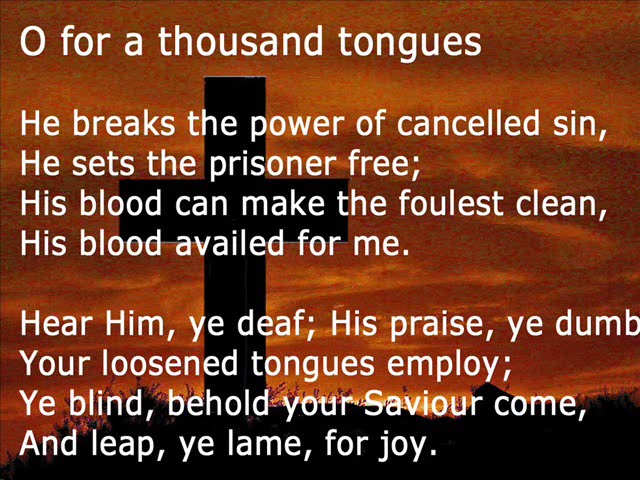 O for a thousand tongues
He breaks the power of cancelled sin,
He sets the prisoner free;
His blood can make the foulest clean,
His blood availed for me.
Hear Him, ye deaf; His praise, ye dumb
Your loosened tongues employ;
Ye blind, behold your Saviour come,
And leap, ye lame, for joy.